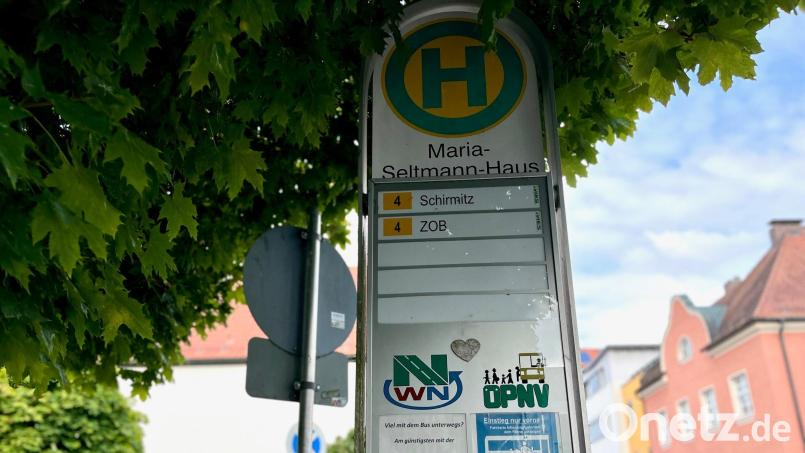 H
Maria-
Seltmann-Haus
4 Schirmitz
4 ZOB
NWN
ÖPNV
Viel mit dem Bus unterwegs?
Am günstigsten mit der
Einstieg nur vorne
Onetz.de